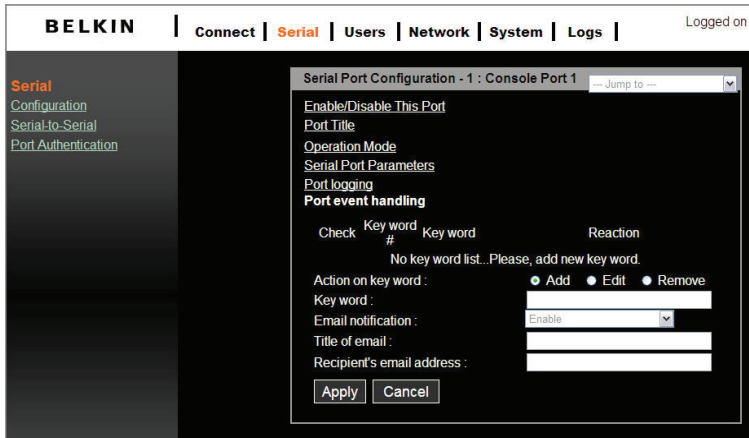 BELKIN
Connect | Serial | Users | Network | System | Logs |
Logged on
Serial
Configuration
Serial-to-Serial
Port Authentication
Serial Port Configuration - 1 : Console Port 1
--- Jump to ---
Enable/Disable This Port
Port Title
Operation Mode
Serial Port Parameters
Port logging
Port event handling
Check Key word # Key word Reaction
No key word list...Please, add new key word.
Action on key word : Add Edit Remove
Key word :
Email notification : Enable
Title of email :
Recipient's email address :
Apply Cancel